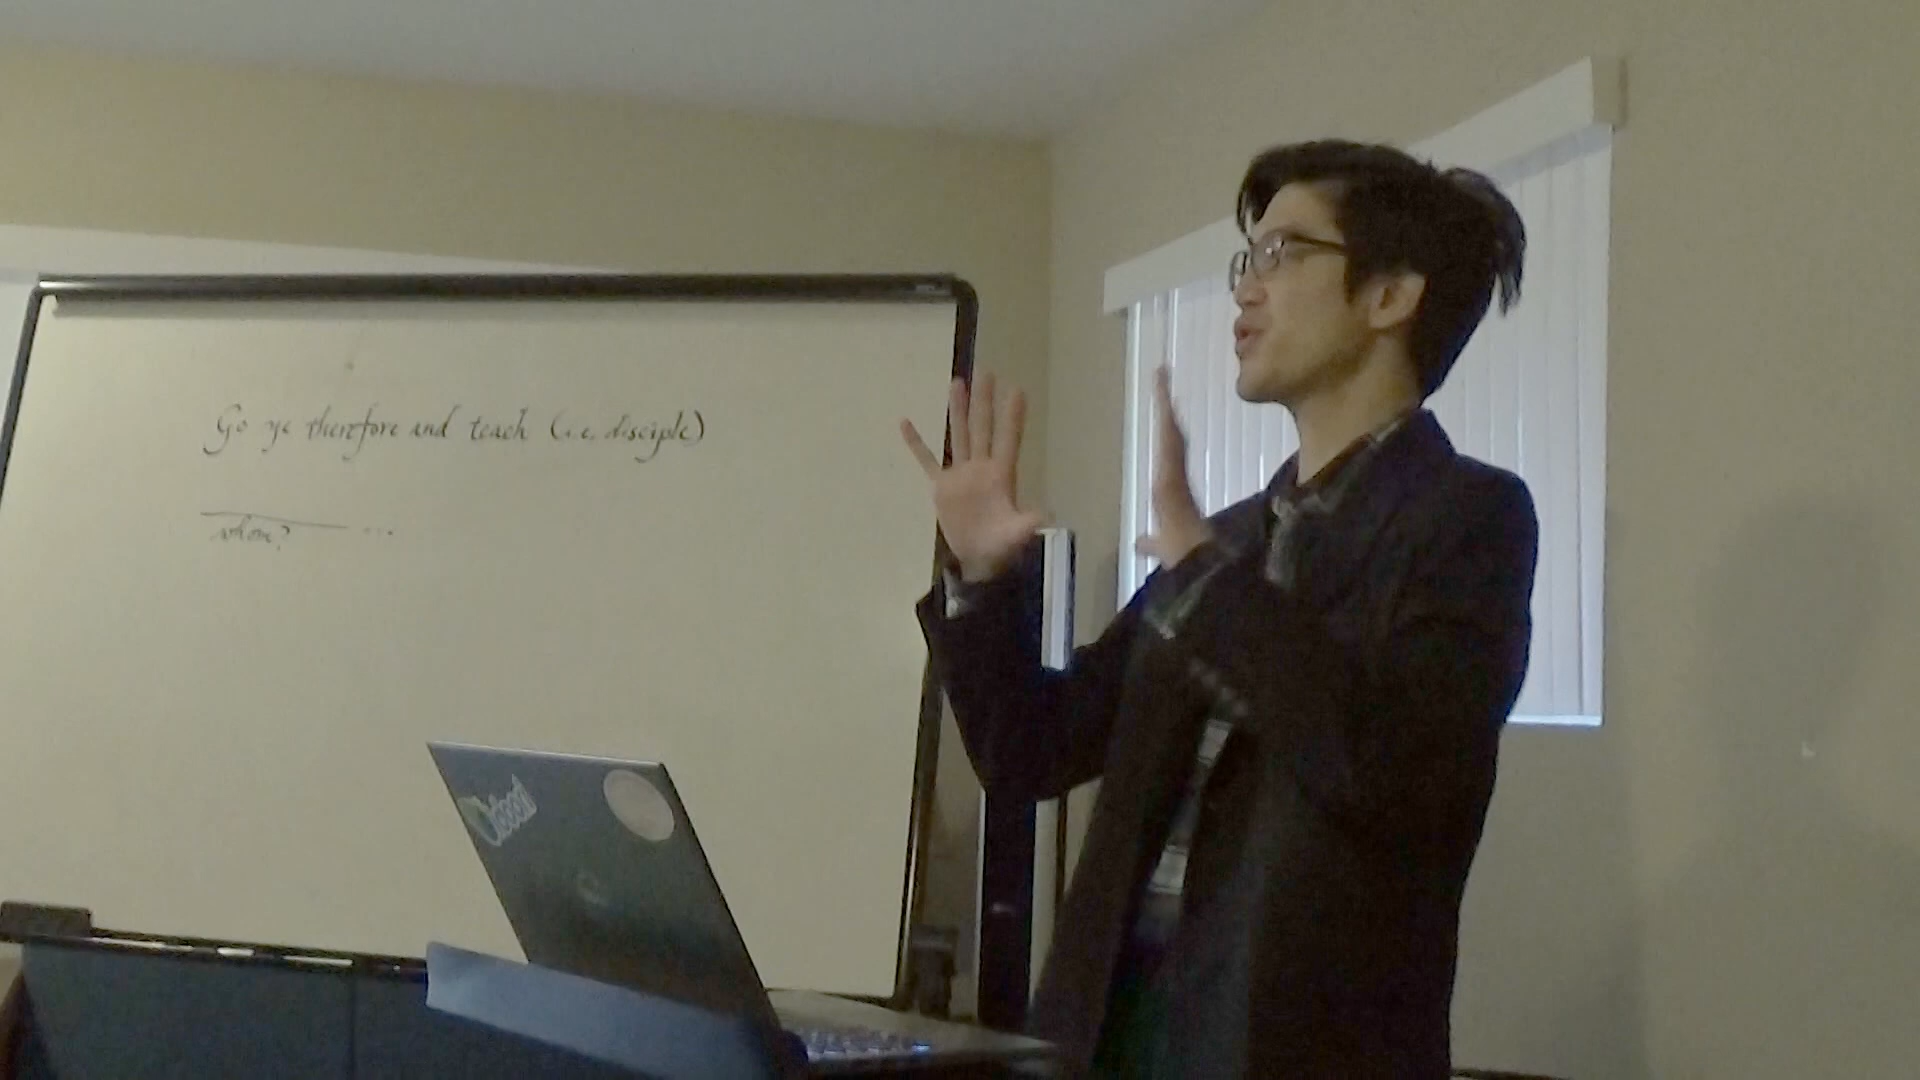 Go ye therefore and teach (i.e. disciple)
whom? ...